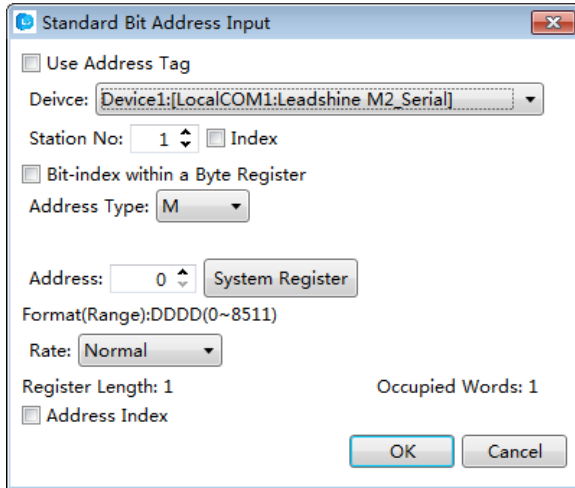 Standard Bit Address Input
Use Address Tag
Deivce: Device1:[LocalCOM1:Leadshine M2_Serial]
Station No: 1 Index
Bit-index within a Byte Register
Address Type: M
Address: 0 System Register
Format(Range):DDDD(0~8511)
Rate: Normal
Register Length: 1 Occupied Words: 1
Address Index
OK Cancel